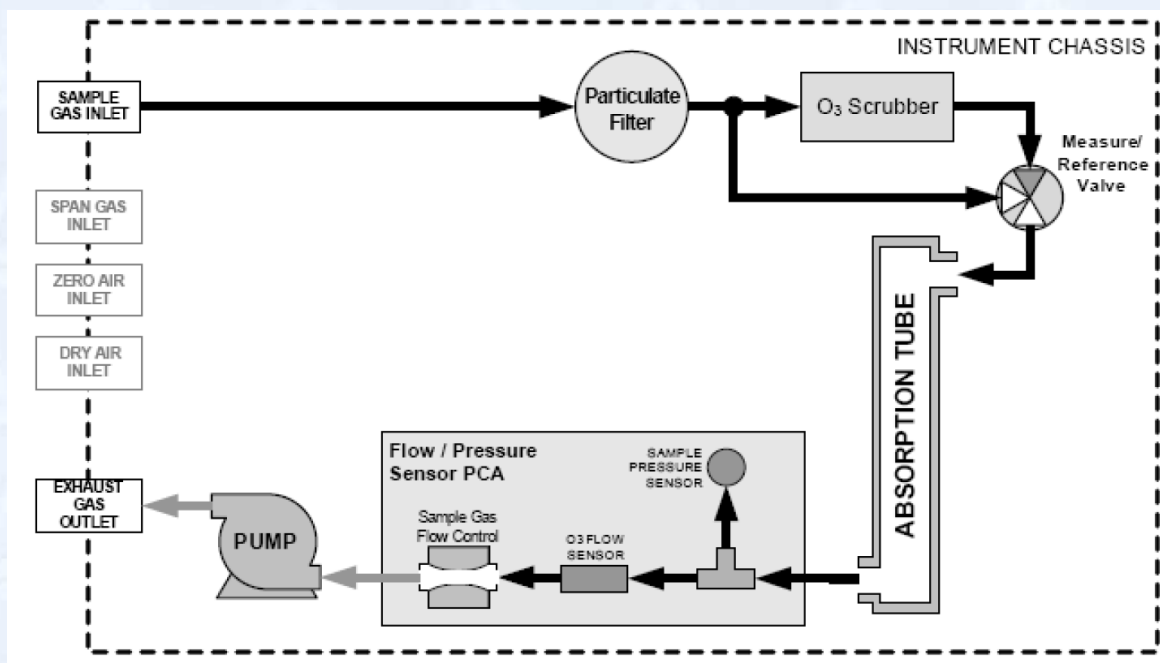 INSTRUMENT CHASSIS
SAMPLE
GAS INLET
Particulate
Filter
O₃ Scrubber
Measure/
Reference
Valve
SPAN GAS
INLET
ZERO AIR
INLET
DRY AIR
INLET
ABSORPTION TUBE
Flow / Pressure
Sensor PCA
SAMPLE
PRESSURE
SENSOR
EXHAUST
GAS
OUTLET
PUMP
Sample Gas
Flow Control
O3 FLOW
SENSOR